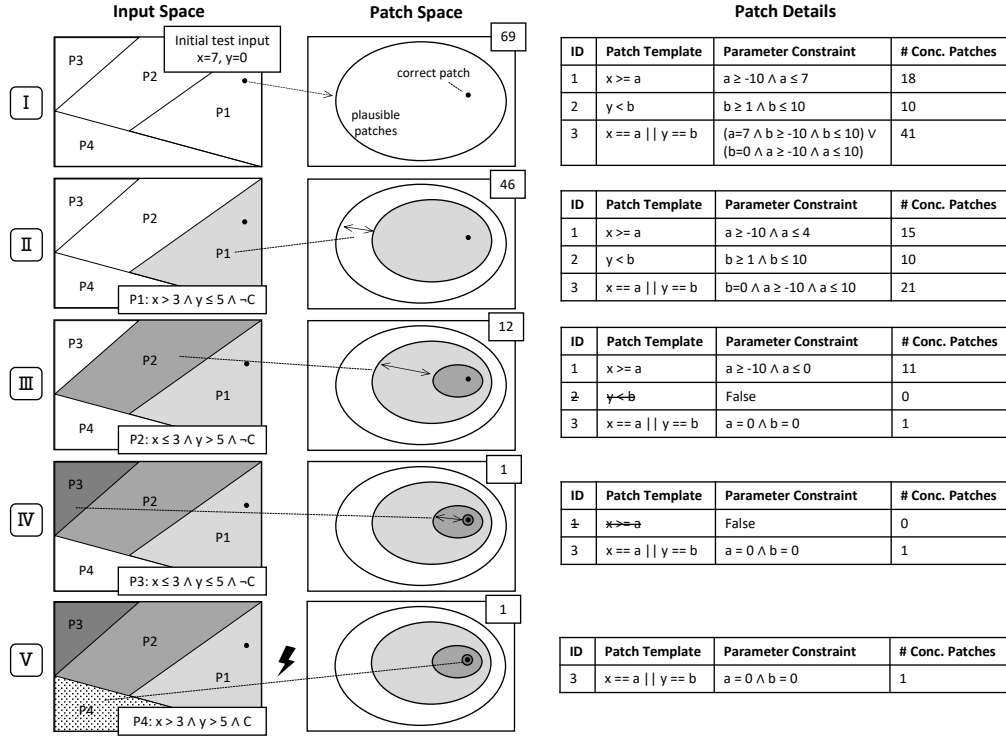 Input Space
Patch Space
Patch Details
I
P3
P2
P1
P4
Initial test input
x=7, y=0
69
correct patch
plausible
patches
ID Patch Template Parameter Constraint # Conc. Patches
1 x >= a a ≥ -10 ∧ a ≤ 7 18
2 y < b b ≥ 1 ∧ b ≤ 10 10
3 x == a || y == b (a=7 ∧ b ≥ -10 ∧ b ≤ 10) ∨ 41
(b=0 ∧ a ≥ -10 ∧ a ≤ 10)
II
P3
P2
P1
P4
P1: x > 3 ∧ y ≤ 5 ∧ ¬C
46
ID Patch Template Parameter Constraint # Conc. Patches
1 x >= a a ≥ -10 ∧ a ≤ 4 15
2 y < b b ≥ 1 ∧ b ≤ 10 10
3 x == a || y == b b=0 ∧ a ≥ -10 ∧ a ≤ 10 21
III
P3
P2
P1
P4
P2: x ≤ 3 ∧ y > 5 ∧ ¬C
12
ID Patch Template Parameter Constraint # Conc. Patches
1 x >= a a ≥ -10 ∧ a ≤ 0 11
2 y < b False 0
3 x == a || y == b a = 0 ∧ b = 0 1
IV
P3
P2
P1
P4
P3: x ≤ 3 ∧ y ≤ 5 ∧ ¬C
1
ID Patch Template Parameter Constraint # Conc. Patches
1 x >= a False 0
3 x == a || y == b a = 0 ∧ b = 0 1
V
P3
P2
P1
P4
P4: x > 3 ∧ y > 5 ∧ C
1
ID Patch Template Parameter Constraint # Conc. Patches
3 x == a || y == b a = 0 ∧ b = 0 1